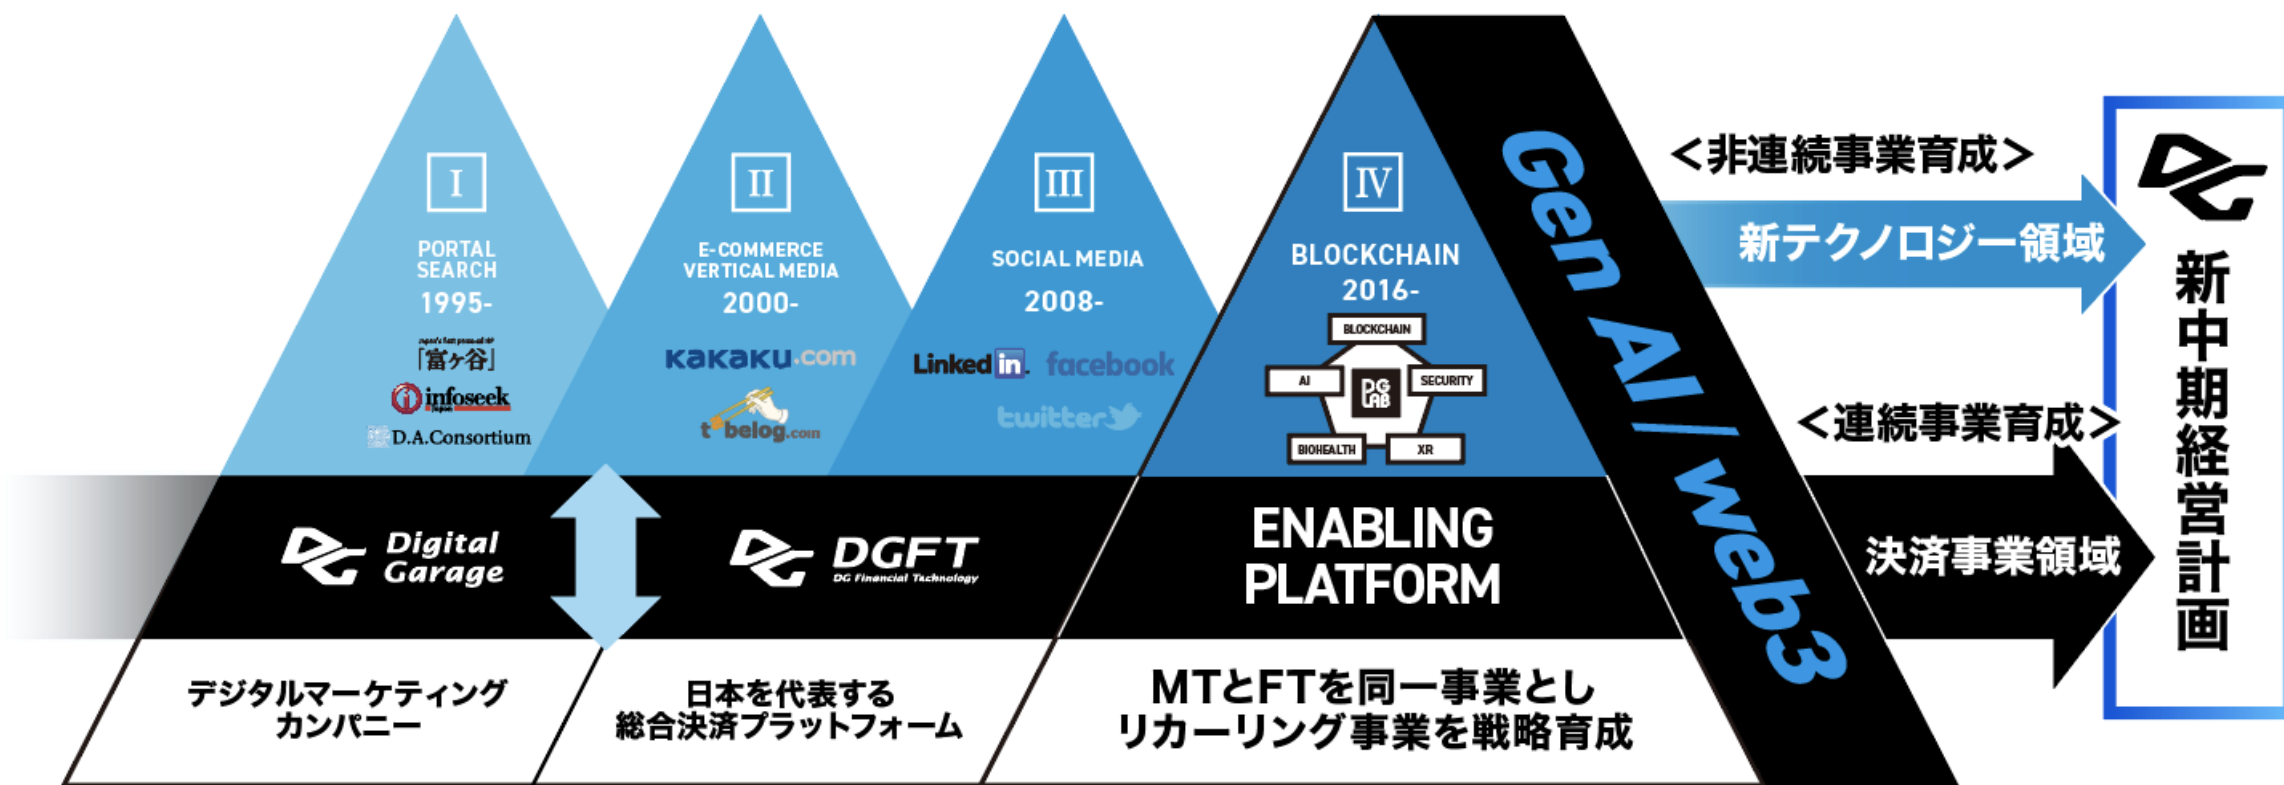 I
PORTAL
SEARCH
1995-
「富ヶ谷」
infoseek
Japan
D.A.Consortium
II
E-COMMERCE
VERTICAL MEDIA
2000-
KaKaKU.com
tabelog.com
III
SOCIAL MEDIA
2008-
Linked in.
facebook
twitter
IV
BLOCKCHAIN
2016-
BLOCKCHAIN
AI
DG LAB
SECURITY
BIOHEALTH
XR
Gen AI / web3
<非連続事業育成>
新テクノロジー領域
<連続事業育成>
決済事業領域
DG
新中期経営計画
DG
Digital
Garage
DG
DGFT
DG Financial Technology
ENABLING
PLATFORM
デジタルマーケティング
カンパニー
日本を代表する
総合決済プラットフォーム
MTとFTを同一事業とし
リカーリング事業を戦略育成